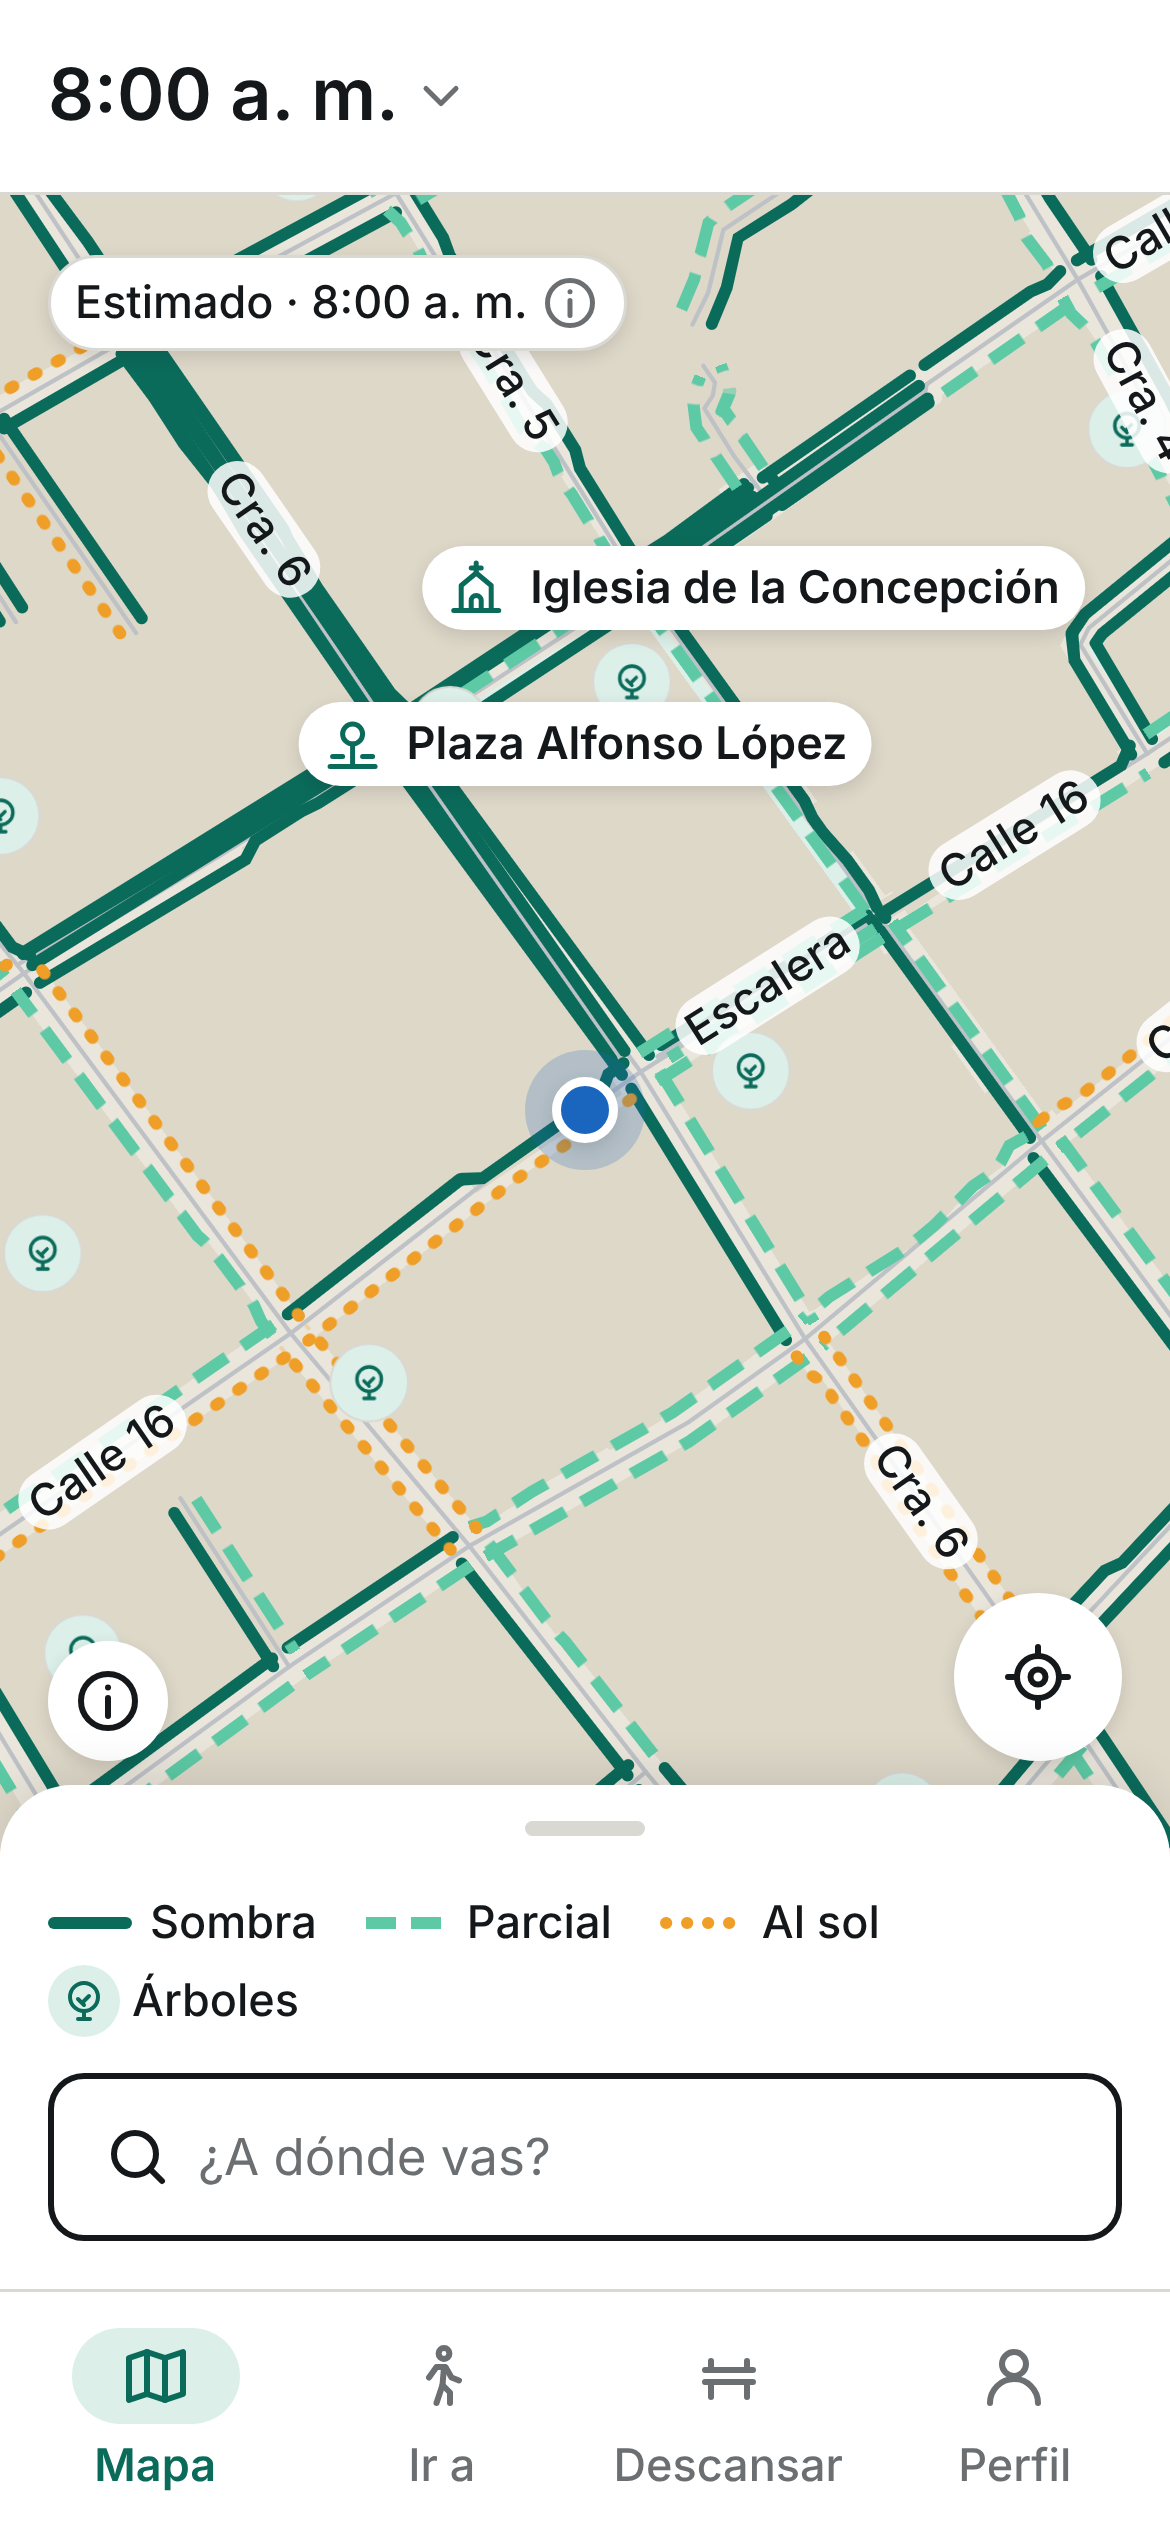 8:00 a. m.
Estimado · 8:00 a. m.
Cra. 5
Cra. 6
Iglesia de la Concepción
Plaza Alfonso López
Calle 16
Escalera
Calle 16
Cra. 6
Sombra
Parcial
Al sol
Árboles
¿A dónde vas?
Mapa
Ir a
Descansar
Perfil